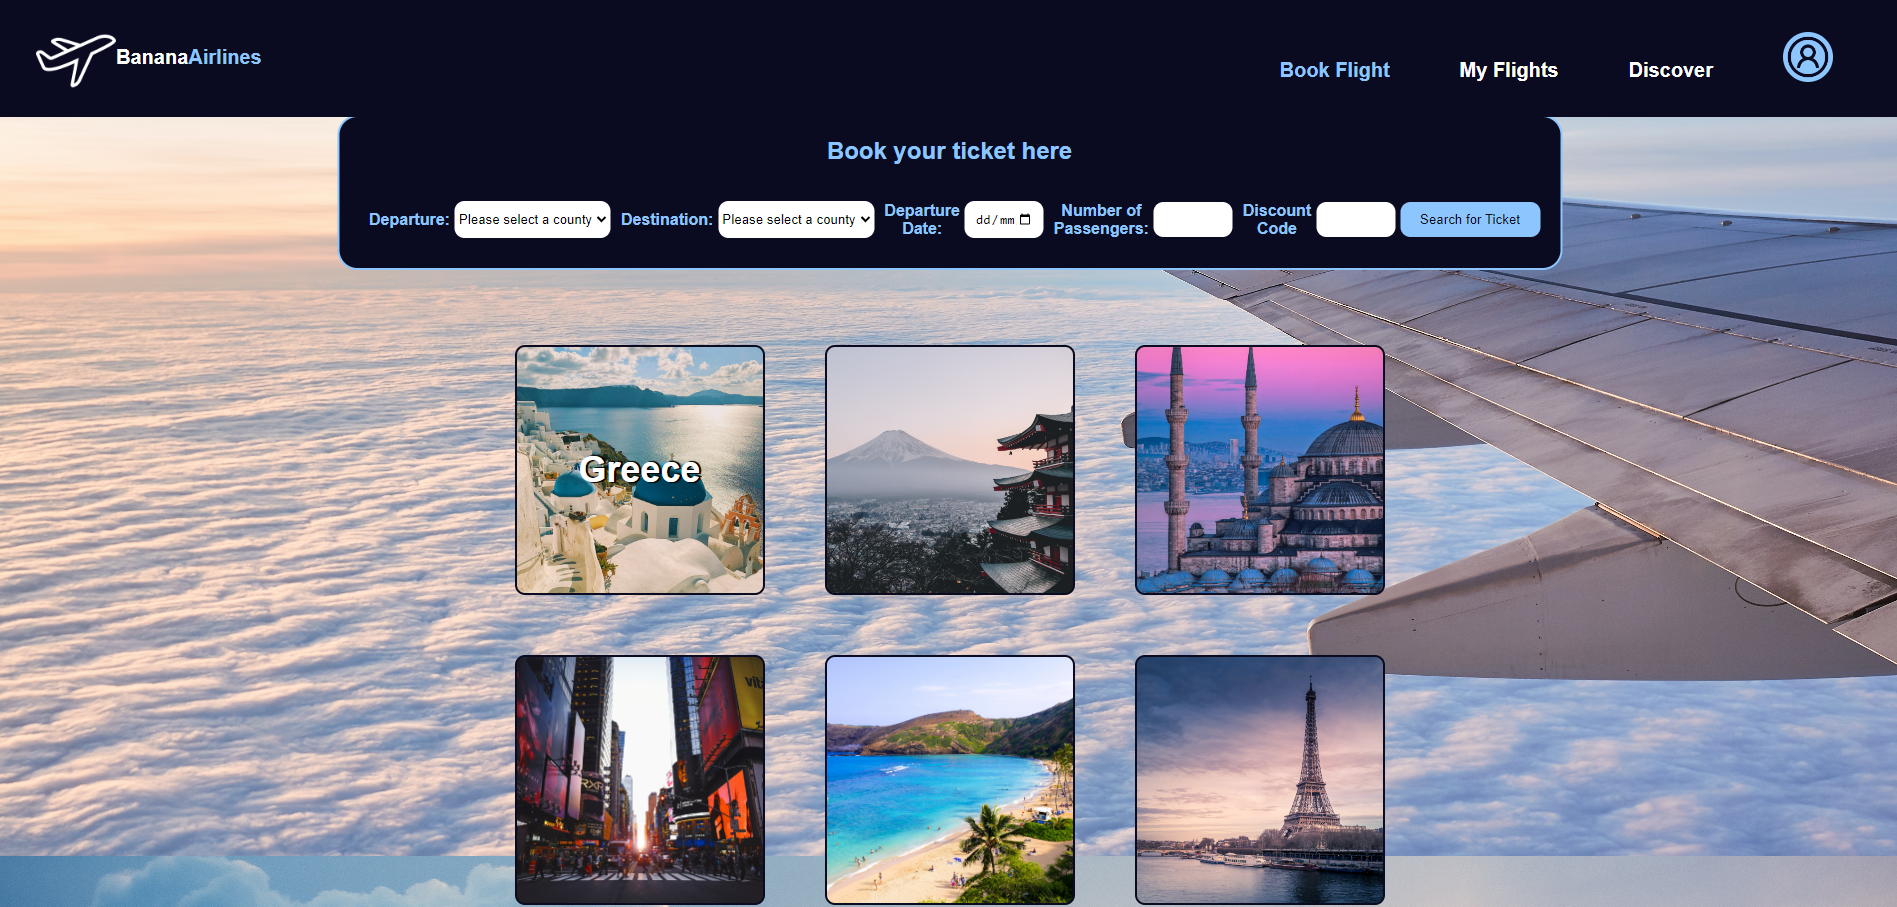 BananaAirlines
Book Flight
My Flights
Discover
Book your ticket here
Departure:
Please select a county
Destination:
Please select a county
Departure
Date:
dd/mm
Number of
Passengers:
Discount
Code
Search for Ticket
Greece